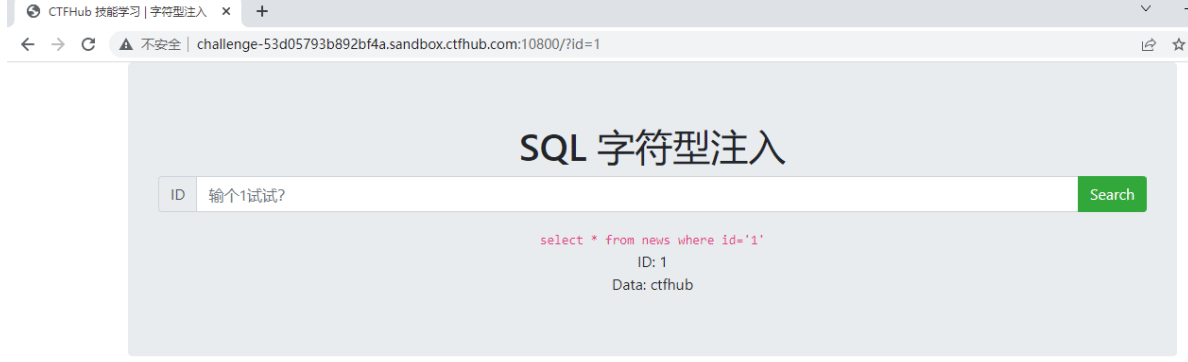 CTFHub 技能学习 | 字符型注入
不安全 | challenge-53d05793b892bf4a.sandbox.ctfhub.com:10800/?id=1
SQL 字符型注入
ID 输个1试试? Search
select * from news where id='1'
ID: 1
Data: ctfhub